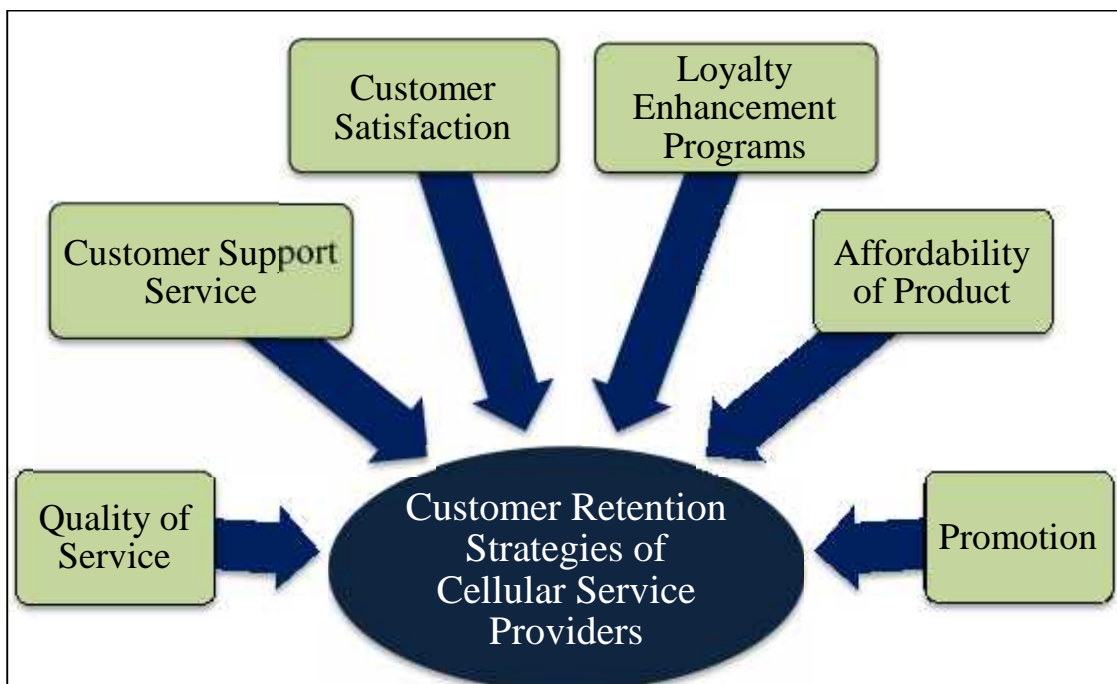 Customer
Satisfaction
Loyalty
Enhancement
Programs
Customer Support
Service
Affordability
of Product
Quality of
Service
Customer Retention
Strategies of
Cellular Service
Providers
Promotion